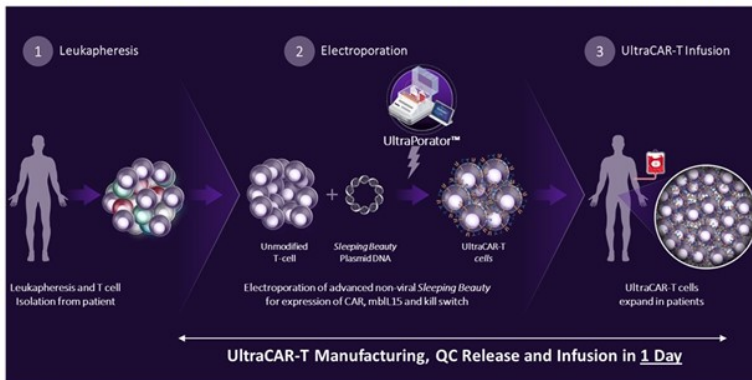 1 Leukapheresis
2 Electroporation
3 UltraCAR-T Infusion
UltraPorator™
Unmodified
T-cell
+
Sleeping Beauty
Plasmid DNA
UltraCAR-T
cells
Leukapheresis and T cell
Isolation from patient
Electroporation of advanced non-viral Sleeping Beauty
for expression of CAR, mbIL15 and kill switch
UltraCAR-T cells
expand in patients
UltraCAR-T Manufacturing, QC Release and Infusion in 1 Day